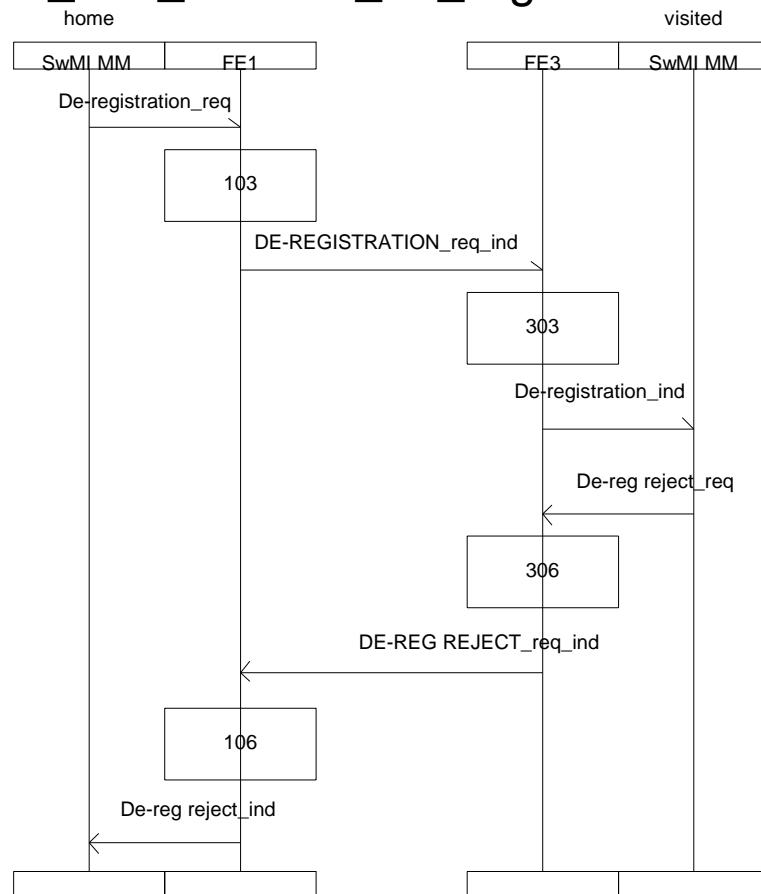 home visited
SwMI MM FE1 FE3 SwMI MM
De-registration_req
103
DE-REGISTRATION_req_ind
303
De-registration_ind
De-reg reject_req
306
DE-REG REJECT_req_ind
106
De-reg reject_ind